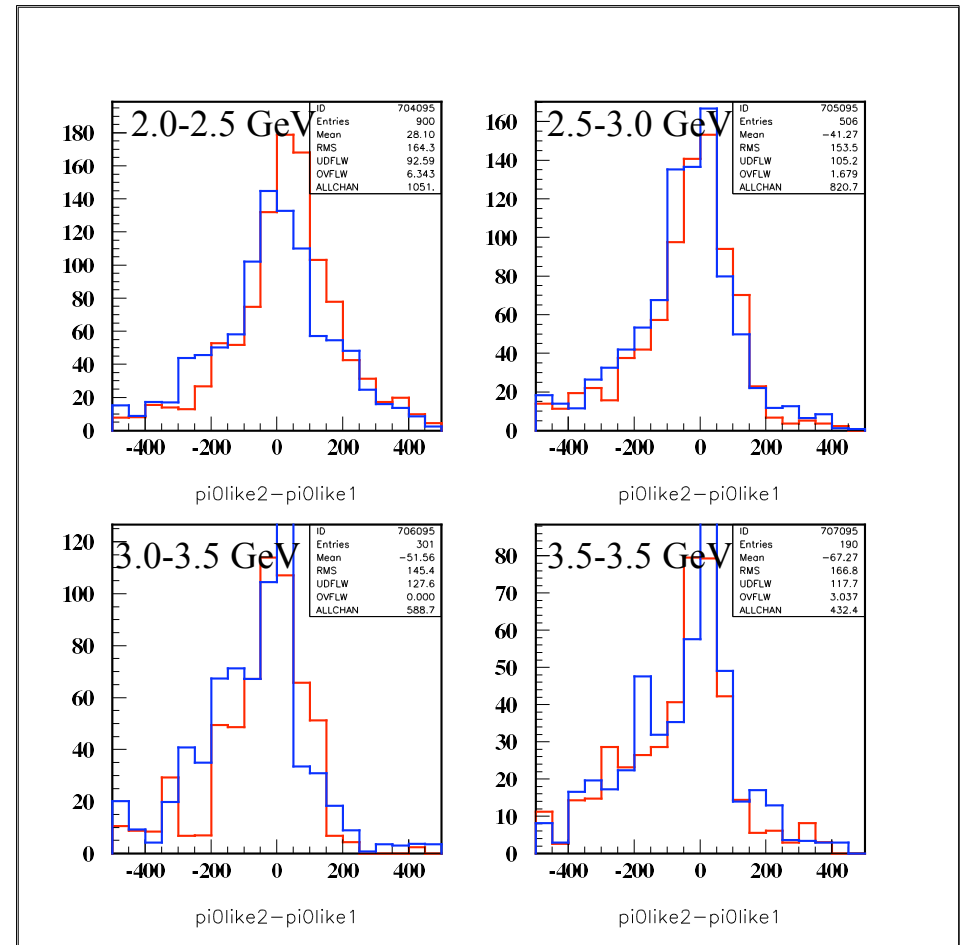 2.0-2.5 GeV
ID 704095
Entries 900
Mean 28.10
RMS 164.3
UDFLW 92.59
OVFLW 6.343
ALLCHAN 1051.
180
160
140
120
100
80
60
40
20
0
-400 -200 0 200 400
pi0like2-pi0like1
2.5-3.0 GeV
ID 705095
Entries 506
Mean -41.27
RMS 153.5
UDFLW 105.2
OVFLW 1.679
ALLCHAN 820.7
160
140
120
100
80
60
40
20
0
-400 -200 0 200 400
pi0like2-pi0like1
3.0-3.5 GeV
ID 706095
Entries 301
Mean -51.56
RMS 145.4
UDFLW 127.6
OVFLW 0.000
ALLCHAN 588.7
120
100
80
60
40
20
0
-400 -200 0 200 400
pi0like2-pi0like1
3.5-3.5 GeV
ID 707095
Entries 190
Mean -67.27
RMS 166.8
UDFLW 117.7
OVFLW 3.037
ALLCHAN 432.4
80
70
60
50
40
30
20
10
0
-400 -200 0 200 400
pi0like2-pi0like1